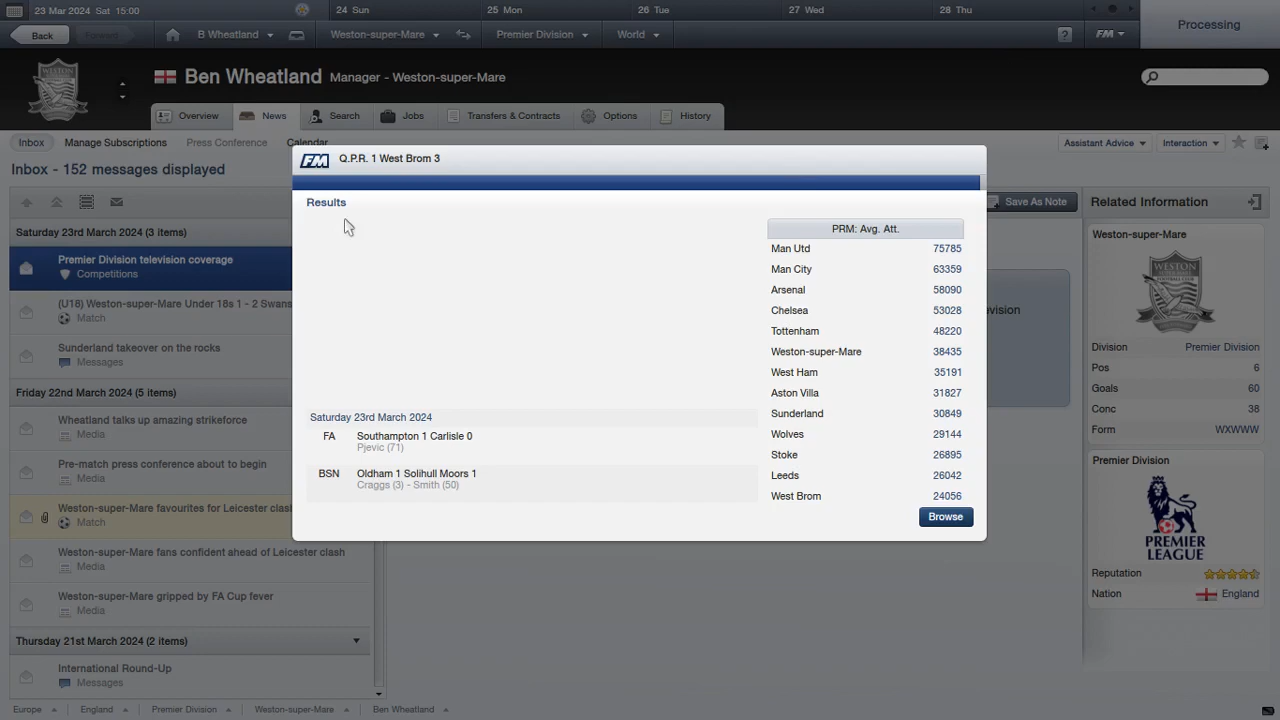 23 Mar 2024 Sat 15:00
24 Sun
25 Mon
26 Tue
27 Wed
28 Thu
Processing
Back
Forward
B Wheatland
Weston-super-Mare
Premier Division
World
?
FM
Ben Wheatland
Manager - Weston-super-Mare
Overview
News
Search
Jobs
Transfers & Contracts
Options
History
Inbox
Manage Subscriptions
Press Conference
Calendar
Assistant Advice
Interaction
Inbox - 152 messages displayed
Save As Note
Saturday 23rd March 2024 (3 items)
Premier Division television coverage
Competitions
(U18) Weston-super-Mare Under 18s 1 - 2 Swans
Match
Sunderland takeover on the rocks
Messages
Friday 22nd March 2024 (5 items)
Wheatland talks up amazing strikeforce
Media
Pre-match press conference about to begin
Media
Weston-super-Mare favourites for Leicester clash
Match
Weston-super-Mare fans confident ahead of Leicester clash
Media
Weston-super-Mare gripped by FA Cup fever
Media
Thursday 21st March 2024 (2 items)
International Round-Up
Messages
FM
Q.P.R. 1 West Brom 3
Results
Saturday 23rd March 2024
FA Southampton 1 Carlisle 0
Pjevic (71)
BSN Oldham 1 Solihull Moors 1
Craggs (3) - Smith (50)
PRM: Avg. Att.
Man Utd 75785
Man City 63359
Arsenal 58090
Chelsea 53028
Tottenham 48220
Weston-super-Mare 38435
West Ham 35191
Aston Villa 31827
Sunderland 30849
Wolves 29144
Stoke 26895
Leeds 26042
West Brom 24056
Browse
vision
Related Information
Weston-super-Mare
WESTON
Division Premier Division
Pos 6
Goals 60
Conc 38
Form WXWWW
Premier Division
PREMIER
LEAGUE
Reputation
Nation England
Europe
England
Premier Division
Weston-super-Mare
Ben Wheatland